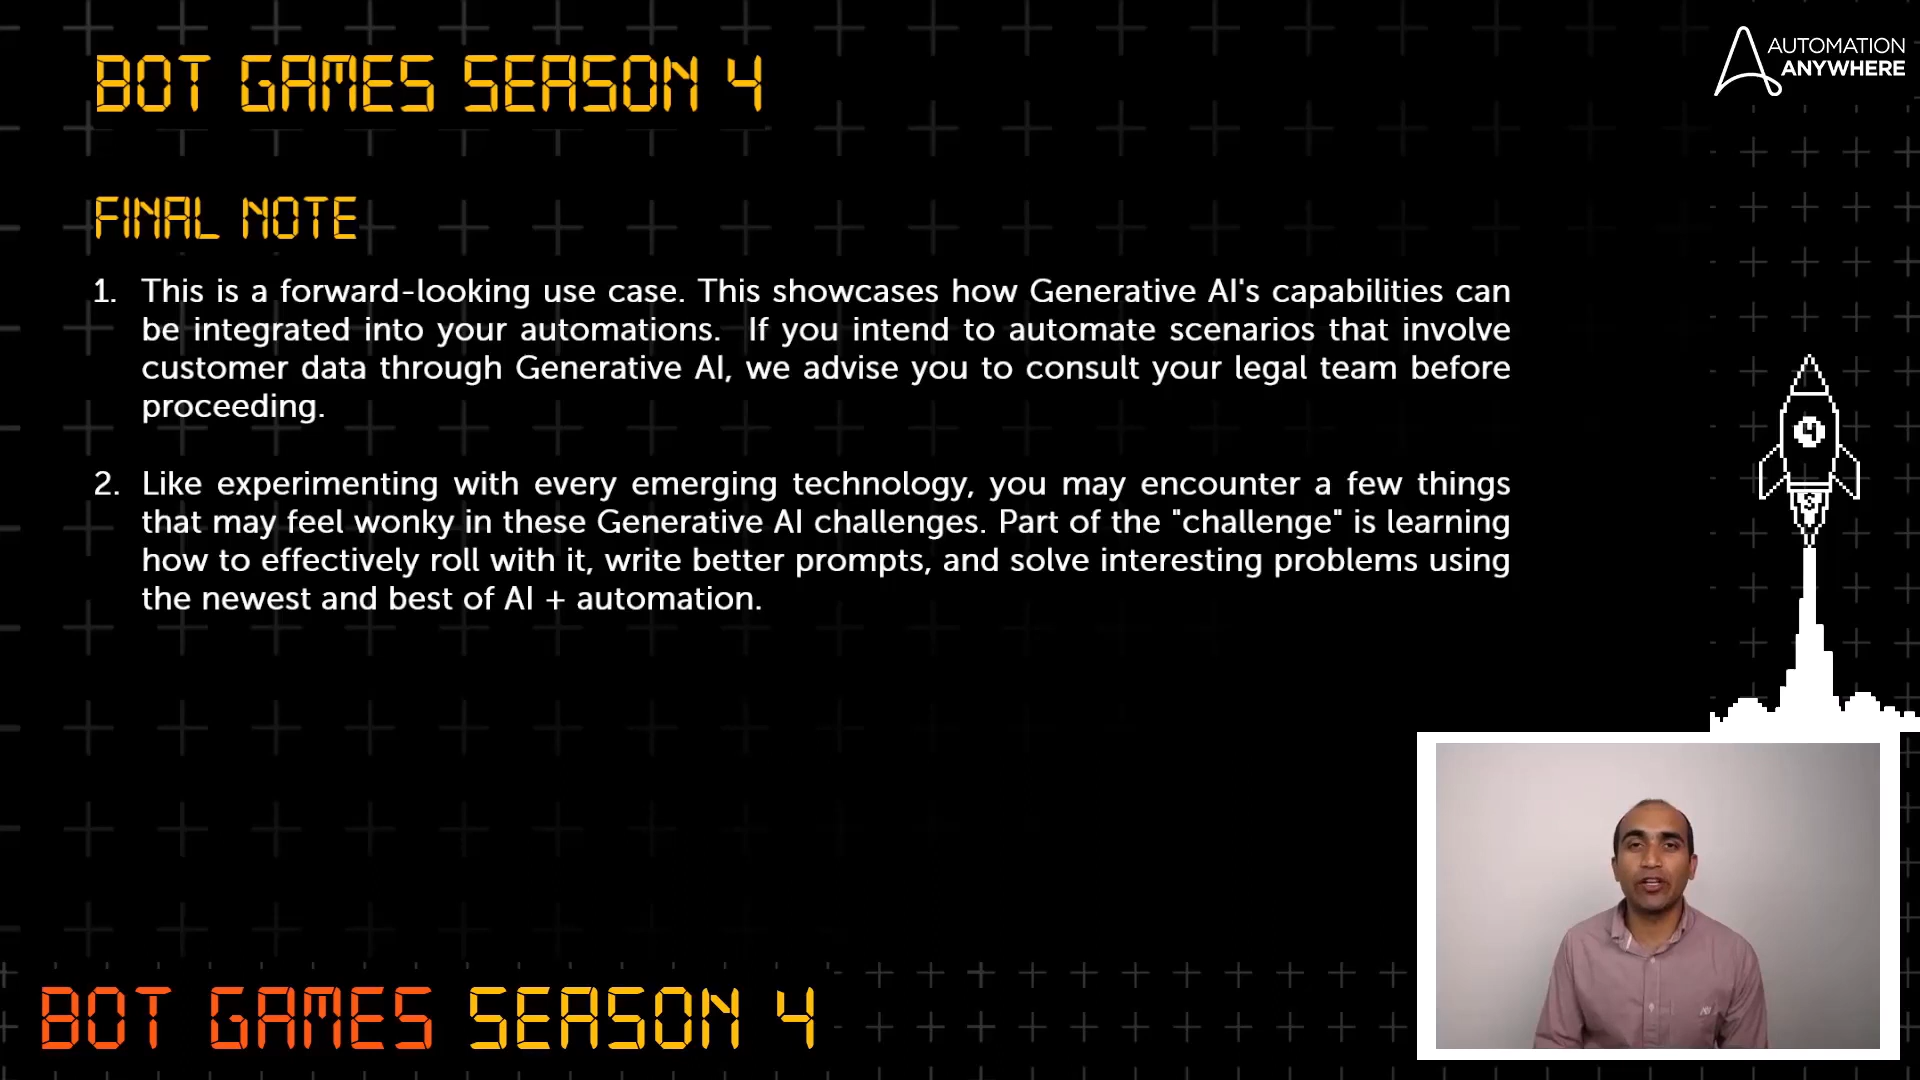 BOT GAMES SEASON 4
AUTOMATION
ANYWHERE
FINAL NOTE
1. This is a forward-looking use case. This showcases how Generative AI's capabilities can
be integrated into your automations. If you intend to automate scenarios that involve
customer data through Generative AI, we advise you to consult your legal team before
proceeding.
2. Like experimenting with every emerging technology, you may encounter a few things
that may feel wonky in these Generative AI challenges. Part of the "challenge" is learning
how to effectively roll with it, write better prompts, and solve interesting problems using
the newest and best of AI + automation.
4
S
BOT GAMES SEASON 4